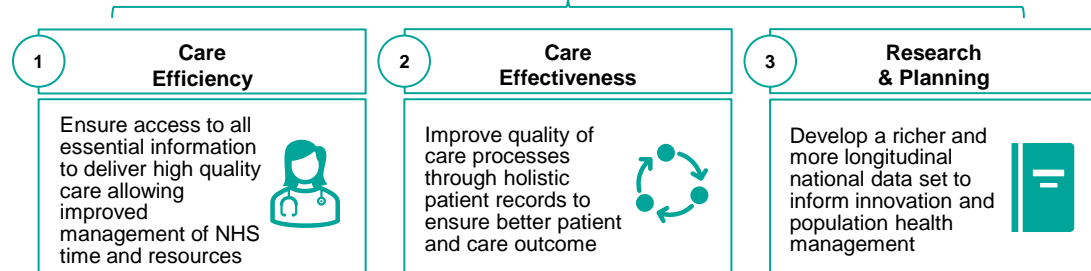 1
Care
Efficiency
Ensure access to all
essential information
to deliver high quality
care allowing
improved
management of NHS
time and resources
2
Care
Effectiveness
Improve quality of
care processes
through holistic
patient records to
ensure better patient
and care outcome
3
Research
& Planning
Develop a richer and
more longitudinal
national data set to
inform innovation and
population health
management